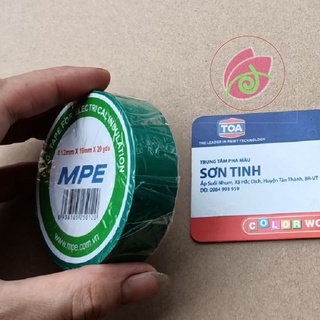 TAPE FOR ELECTRICAL INSULATION
0.13mm X 18mm X 20 yds
MPE
www.mpe.com.vn
TOA
THE LEADER IN PAINT TECHNOLOGY
TRUNG TÂM PHA MÀU
SƠN TINH
Ấp Suối Nhum, Xã Hắc Dịch, Huyện Tân Thành, BR-VT
COLOR WO